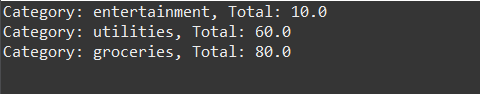 Category: entertainment, Total: 10.0
Category: utilities, Total: 60.0
Category: groceries, Total: 80.0